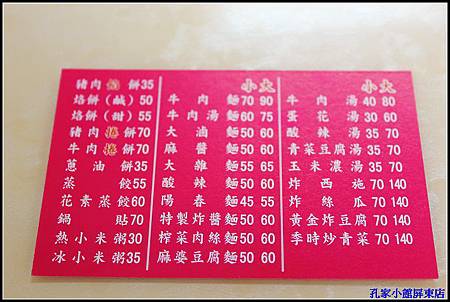 豬肉餡餅35
烙餅(鹹)50
烙餅(甜)55
豬肉捲餅70
牛肉捲餅70
蔥油餅35
蒸餃55
花素蒸餃60
鍋貼70
熱小米粥30
冰小米粥35
小 大
牛肉麵70 90
牛肉湯麵60 75
大滷麵50 60
麻醬麵50 60
大雜麵55 65
酸辣麵50 60
陽春麵45 55
特製炸醬麵50 60
榨菜肉絲麵50 60
麻婆豆腐麵50 60
小 大
牛肉湯40 80
蛋花湯30 60
酸辣湯35 70
青菜豆腐湯35 70
玉米濃湯35 70
炸西施70 140
炸絲瓜70 140
黃金炸豆腐70 140
季時炒青菜70 140
孔家小館屏東店